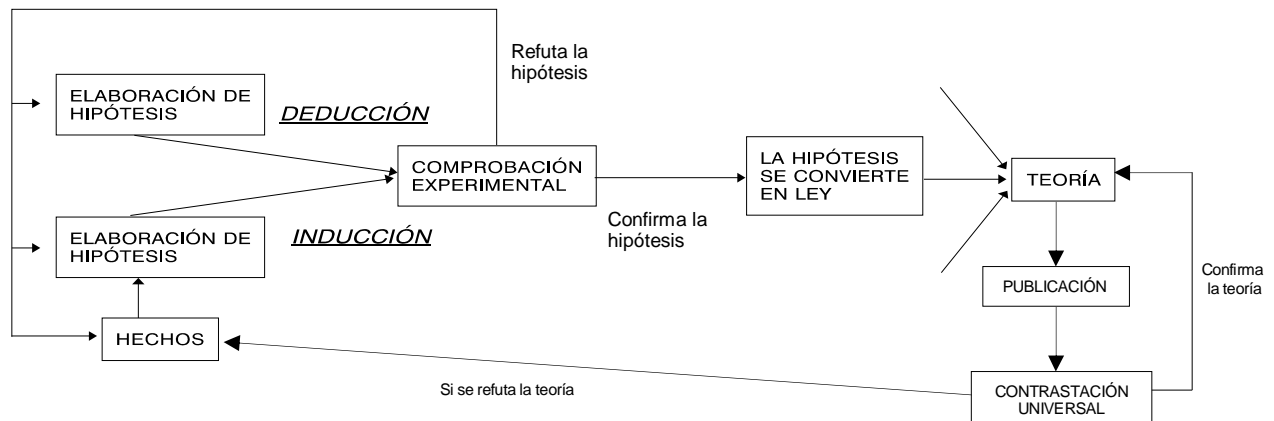 Refuta la
hipótesis
ELABORACIÓN DE
HIPÓTESIS
DEDUCCIÓN
COMPROBACIÓN
EXPERIMENTAL
LA HIPÓTESIS
SE CONVIERTE
EN LEY
TEORÍA
Confirma la
hipótesis
ELABORACIÓN DE
HIPÓTESIS
INDUCCIÓN
PUBLICACIÓN
Confirma
la teoría
HECHOS
Si se refuta la teoría
CONTRASTACIÓN
UNIVERSAL